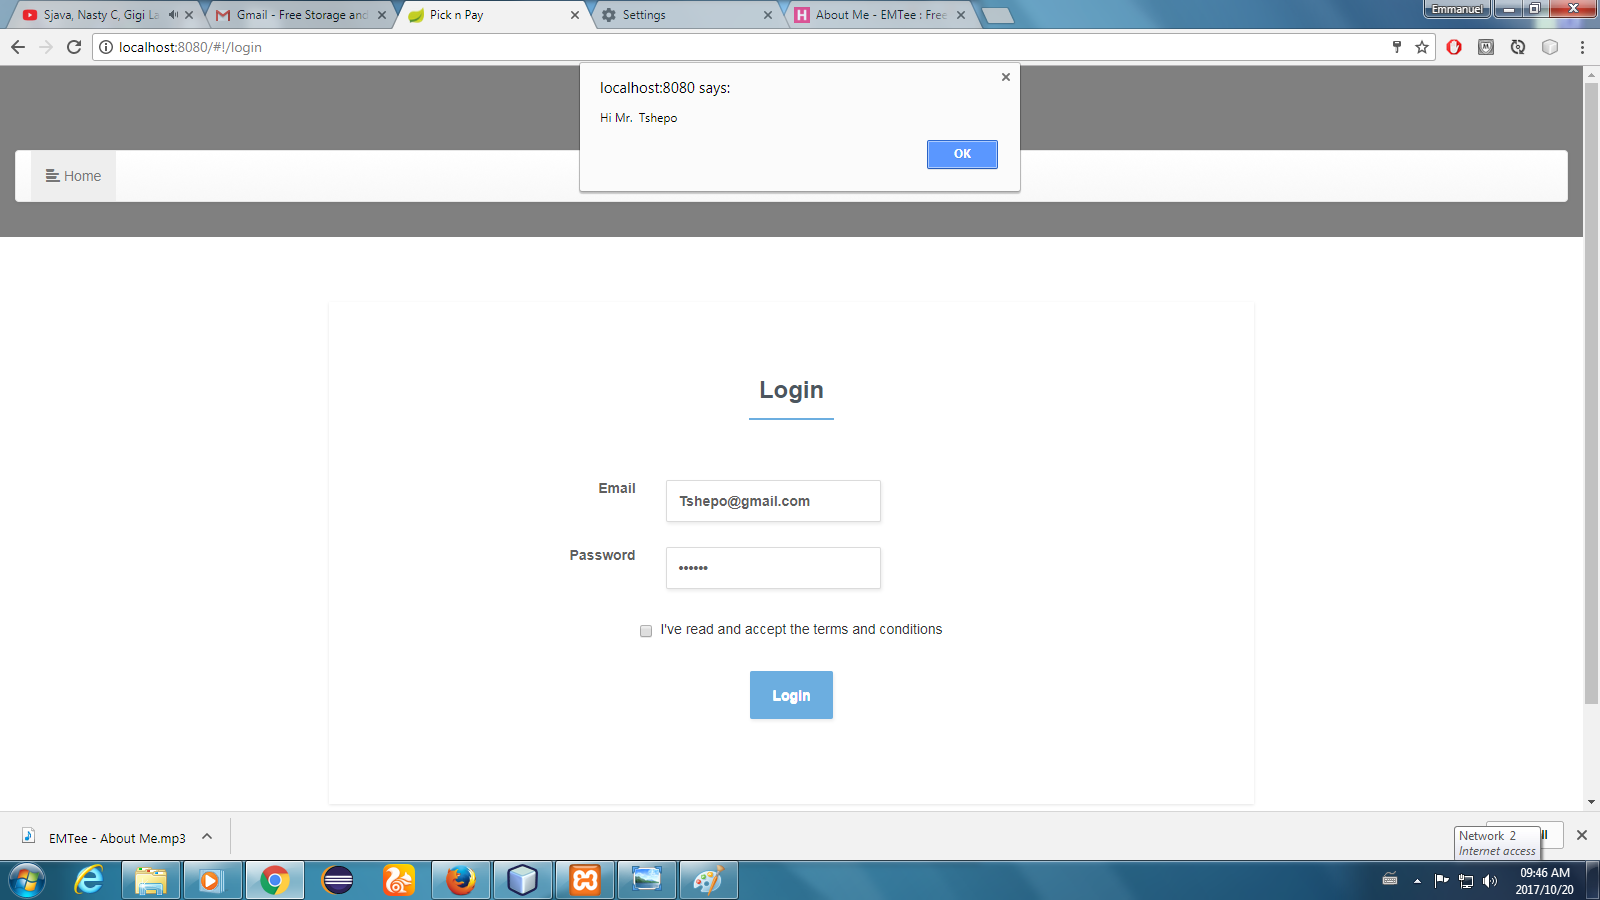 Sjava, Nasty C, Gigi La
Gmail - Free Storage and
Pick n Pay
Settings
About Me - EMTee : Free
Emmanuel
localhost:8080/#!/login
localhost:8080 says:
Hi Mr.  Tshepo
OK
Home
Login
Email
Tshepo@gmail.com
Password
••••••
I've read and accept the terms and conditions
Login
EMTee - About Me.mp3
Network 2
Internet access
09:46 AM
2017/10/20